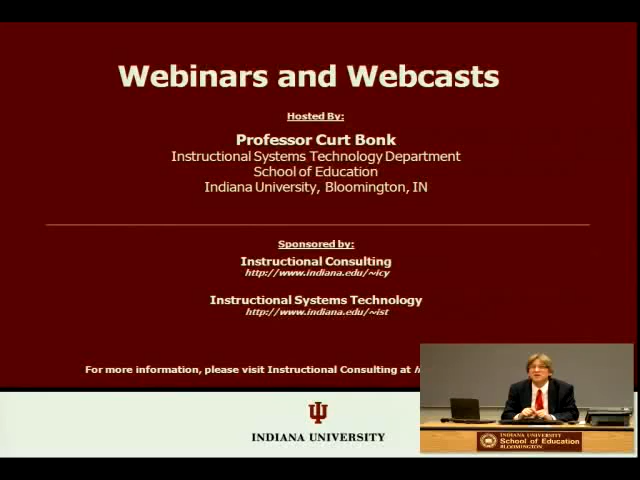 Webinars and Webcasts
Hosted By:
Professor Curt Bonk
Instructional Systems Technology Department
School of Education
Indiana University, Bloomington, IN
Sponsored by:
Instructional Consulting
http://www.indiana.edu/~icy
Instructional Systems Technology
http://www.indiana.edu/~ist
For more information, please visit Instructional Consulting at
INDIANA UNIVERSITY
INDIANA UNIVERSITY
School of Education
BLOOMINGTON